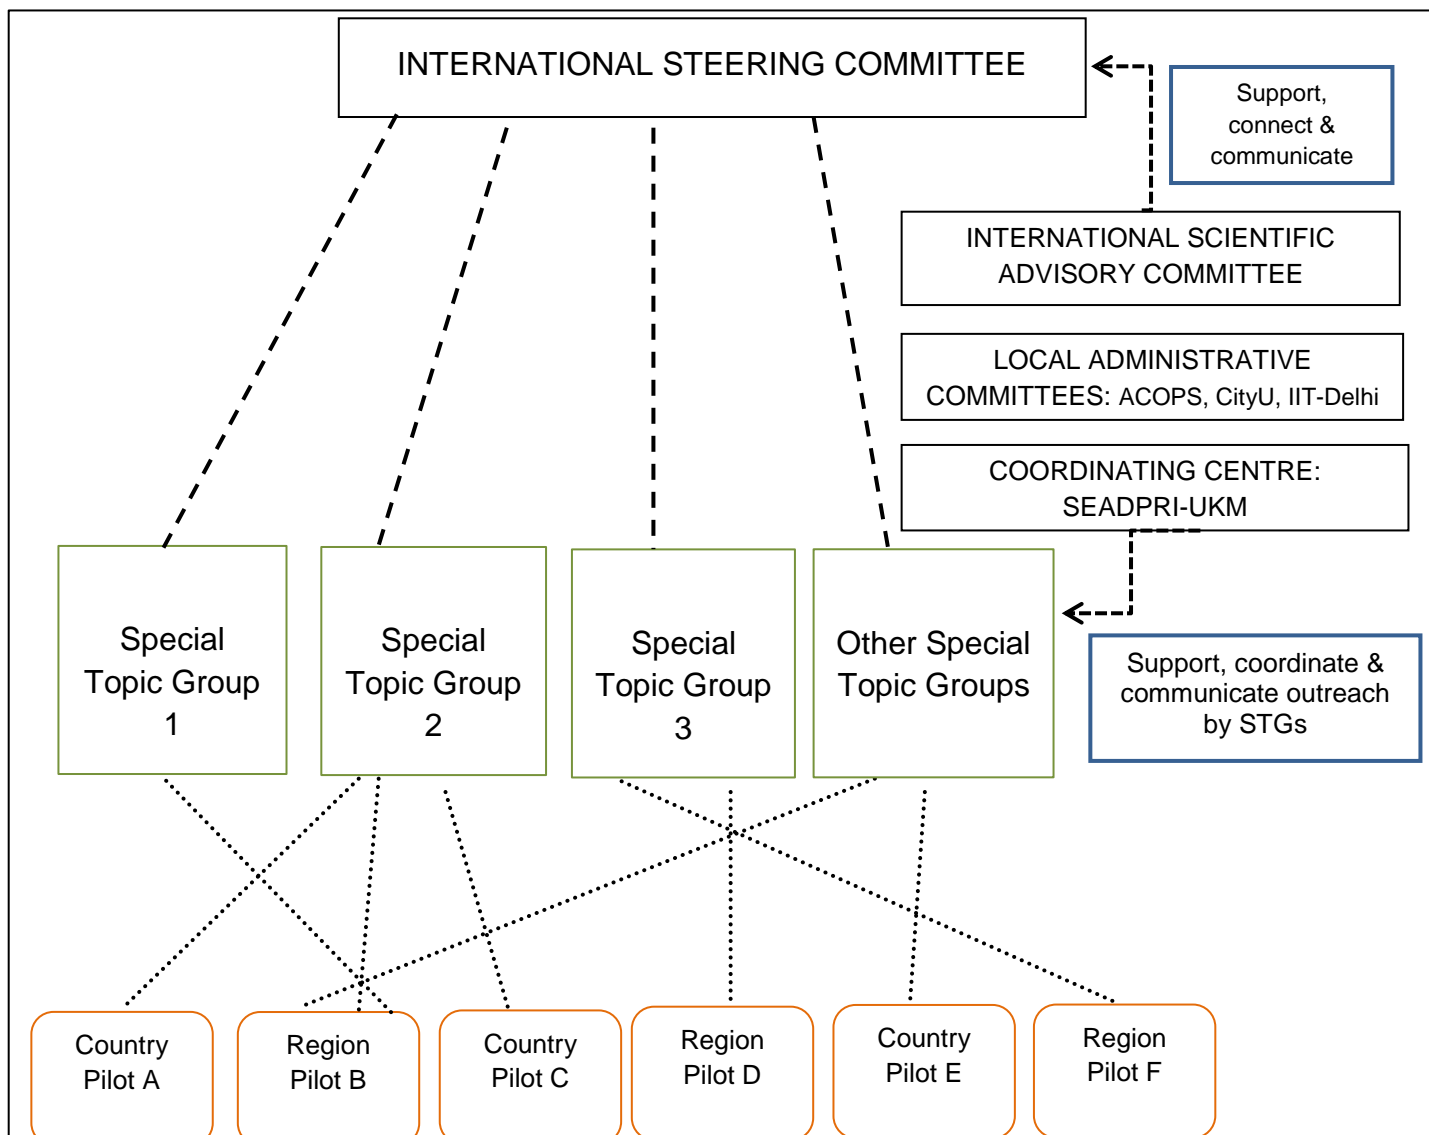 INTERNATIONAL STEERING COMMITTEE
Support,
connect &
communicate
INTERNATIONAL SCIENTIFIC
ADVISORY COMMITTEE
LOCAL ADMINISTRATIVE
COMMITTEES: ACOPS, CityU, IIT-Delhi
COORDINATING CENTRE:
SEADPRI-UKM
Special
Topic Group
1
Special
Topic Group
2
Special
Topic Group
3
Other Special
Topic Groups
Support, coordinate &
communicate outreach
by STGs
Country
Pilot A
Region
Pilot B
Country
Pilot C
Region
Pilot D
Country
Pilot E
Region
Pilot F